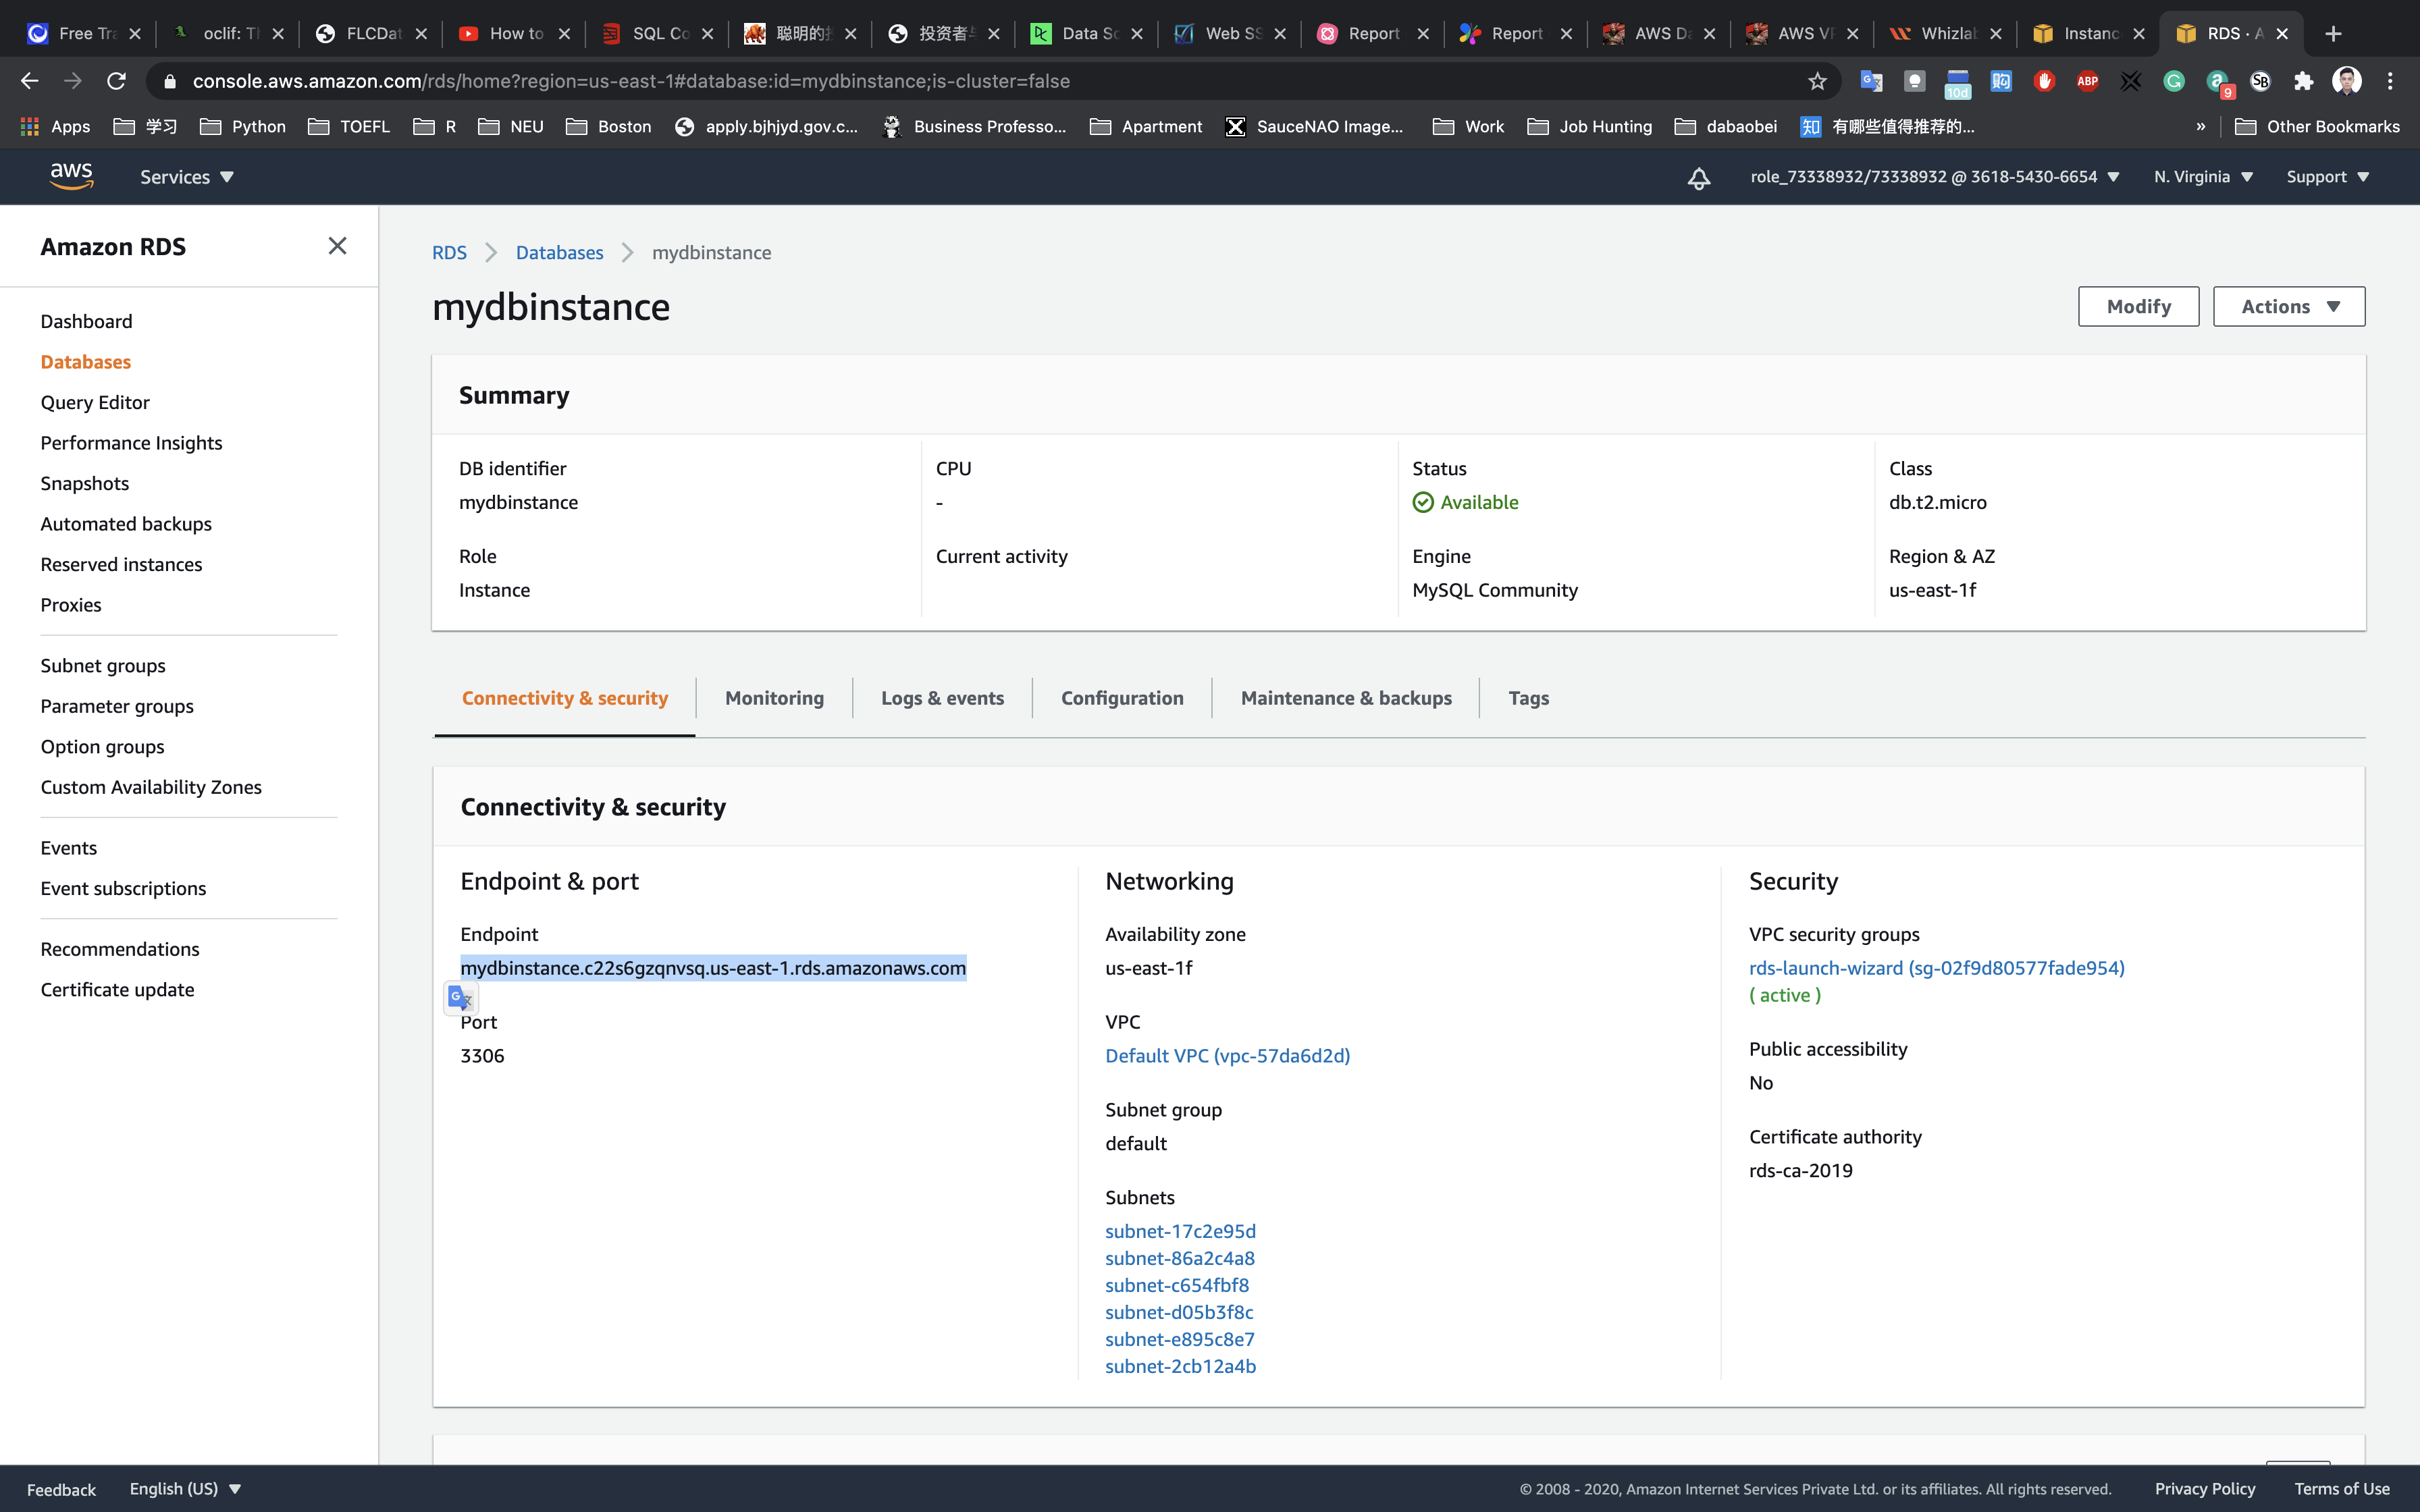 Free Tra
oclif: Th
FLCDat
How to
SQL Co
聪明的投
投资者与
Data Sc
Web SS
Report
Report
AWS Da
AWS VP
Whizlab
Instanc
RDS · A
console.aws.amazon.com/rds/home?region=us-east-1#database:id=mydbinstance;is-cluster=false
10d
ABP
9
SB
Apps
学习
Python
TOEFL
R
NEU
Boston
apply.bjhjyd.gov.c...
Business Professo...
Apartment
SauceNAO Image...
Work
Job Hunting
dabaobei
知 有哪些值得推荐的...
»
Other Bookmarks
aws
Services
role_73338932/73338932 @ 3618-5430-6654
N. Virginia
Support
Amazon RDS
Dashboard
Databases
Query Editor
Performance Insights
Snapshots
Automated backups
Reserved instances
Proxies
Subnet groups
Parameter groups
Option groups
Custom Availability Zones
Events
Event subscriptions
Recommendations
Certificate update
RDS
Databases
mydbinstance
mydbinstance
Modify
Actions
Summary
DB identifier
mydbinstance
CPU
-
Status
Available
Class
db.t2.micro
Role
Instance
Current activity
Engine
MySQL Community
Region & AZ
us-east-1f
Connectivity & security
Monitoring
Logs & events
Configuration
Maintenance & backups
Tags
Connectivity & security
Endpoint & port
Endpoint
mydbinstance.c22s6gzqnvsq.us-east-1.rds.amazonaws.com
Port
3306
Networking
Availability zone
us-east-1f
VPC
Default VPC (vpc-57da6d2d)
Subnet group
default
Subnets
subnet-17c2e95d
subnet-86a2c4a8
subnet-c654fbf8
subnet-d05b3f8c
subnet-e895c8e7
subnet-2cb12a4b
Security
VPC security groups
rds-launch-wizard (sg-02f9d80577fade954)
( active )
Public accessibility
No
Certificate authority
rds-ca-2019
Feedback
English (US)
© 2008 - 2020, Amazon Internet Services Private Ltd. or its affiliates. All rights reserved.
Privacy Policy
Terms of Use